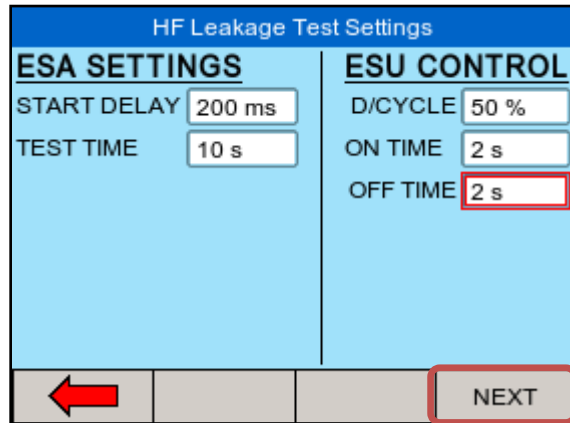 HF Leakage Test Settings
ESA SETTINGS
START DELAY 200 ms
TEST TIME 10 s
ESU CONTROL
D/CYCLE 50 %
ON TIME 2 s
OFF TIME 2 s
NEXT